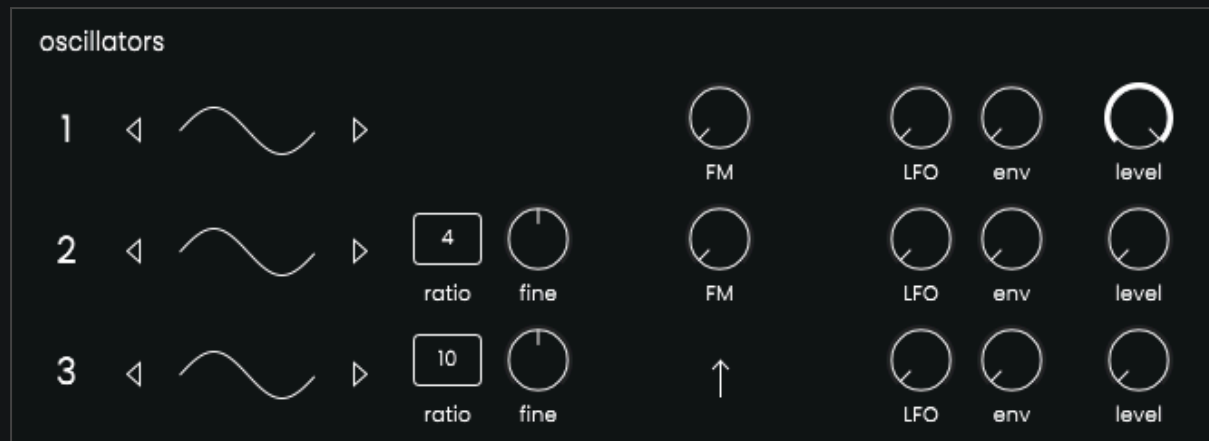 oscillators
1
FM LFO env level
2 4
ratio fine FM LFO env level
3 10
ratio fine LFO env level